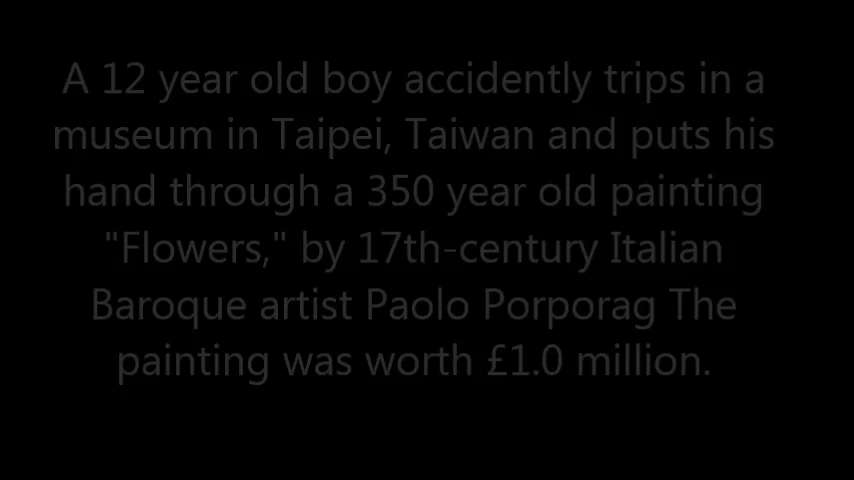 A 12 year old boy accidently trips in a
museum in Taipei, Taiwan and puts his
hand through a 350 year old painting
"Flowers," by 17th-century Italian
Baroque artist Paolo Porporag The
painting was worth £1.0 million.